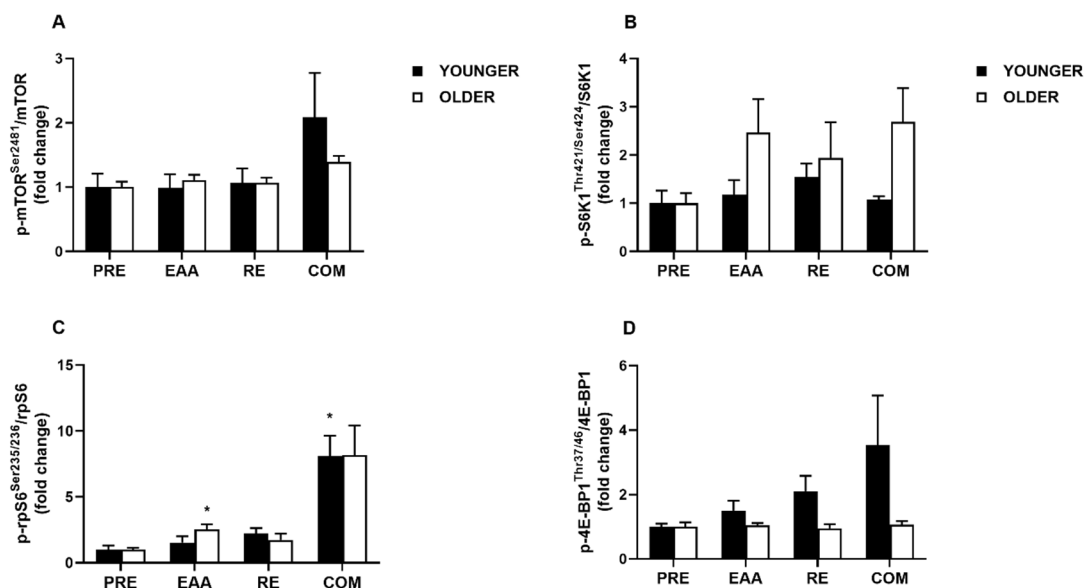 A
p-mTOR^Ser2481/mTOR
(fold change)
3
2
1
0
PRE EAA RE COM
YOUNGER
OLDER
B
p-S6K1^Thr421/Ser424/S6K1
(fold change)
4
3
2
1
0
PRE EAA RE COM
YOUNGER
OLDER
C
p-rpS6^Ser235/236/rpS6
(fold change)
15
10
5
0
*
*
PRE EAA RE COM
D
p-4E-BP1^Thr37/46/4E-BP1
(fold change)
6
4
2
0
PRE EAA RE COM